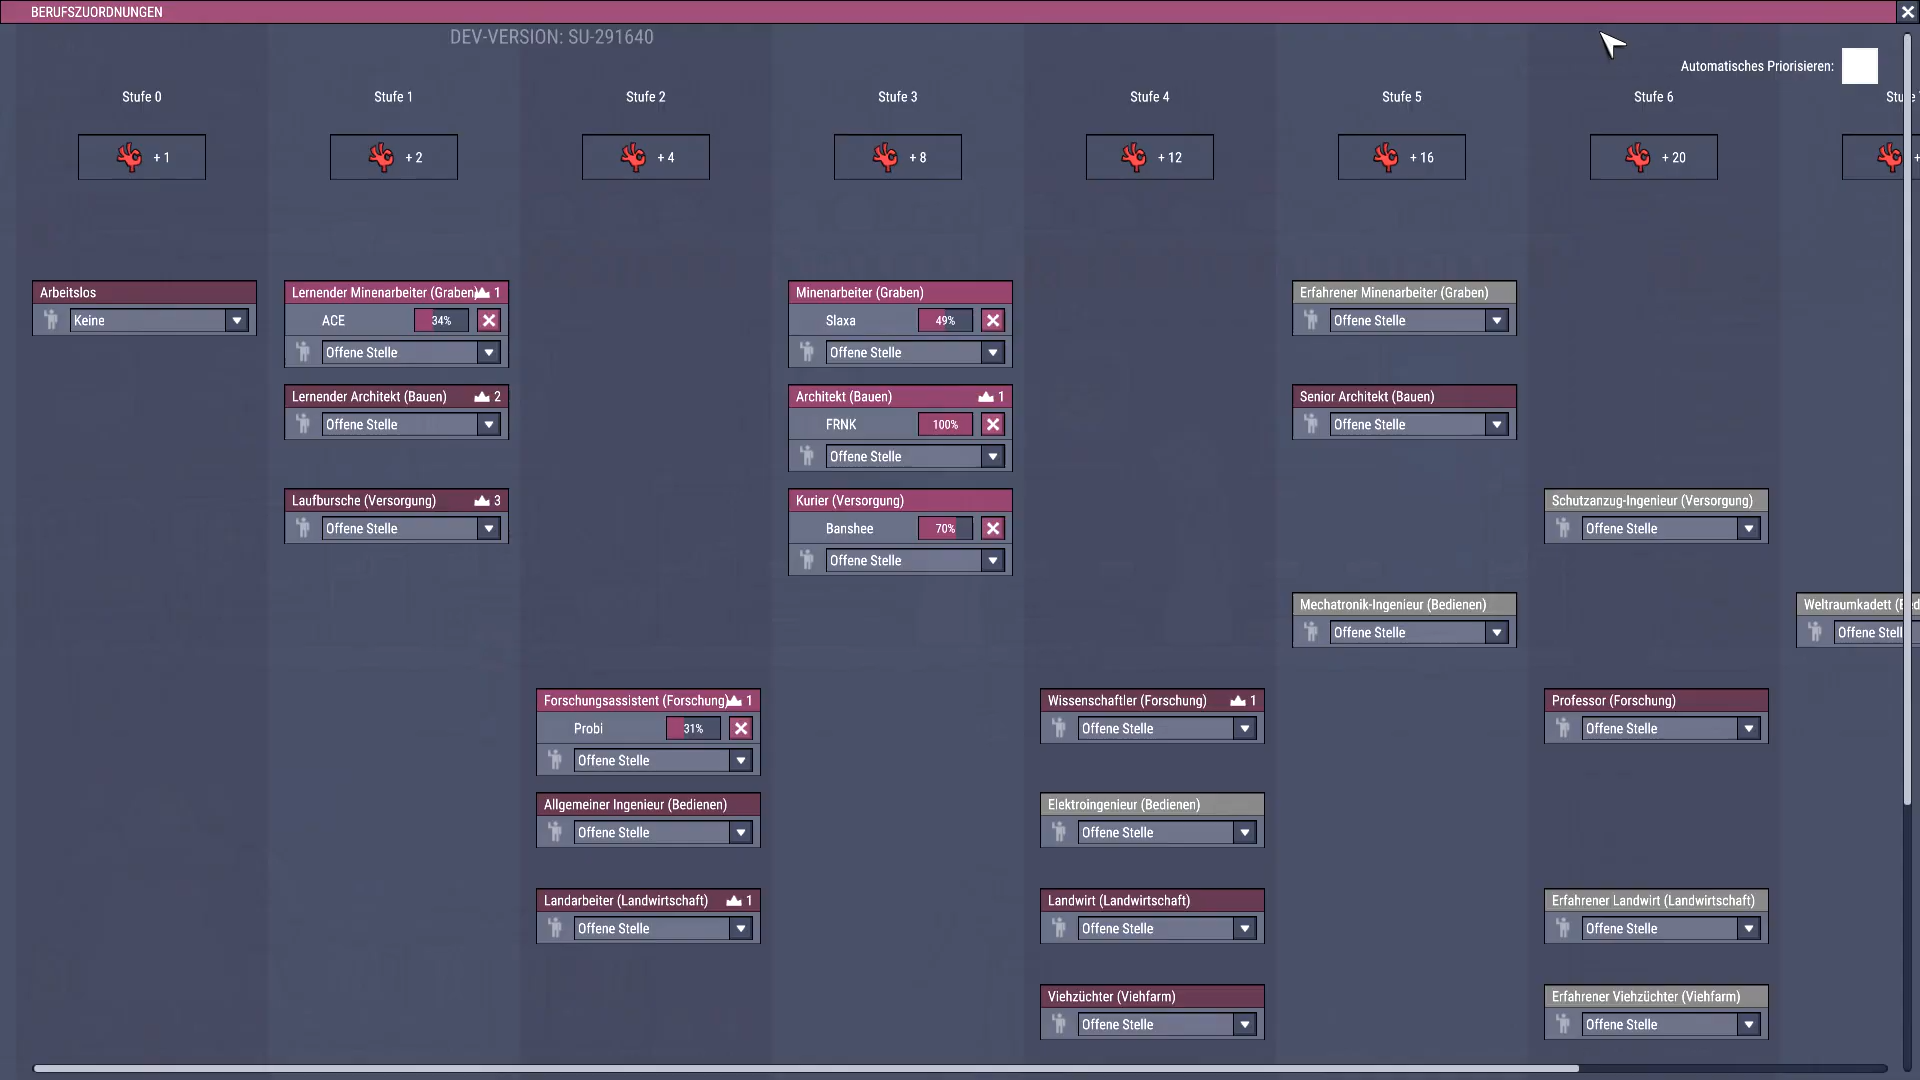 BERUFSZUORDNUNGEN
DEV-VERSION: SU-291640
Automatisches Priorisieren:
Stufe 0
Stufe 1
Stufe 2
Stufe 3
Stufe 4
Stufe 5
Stufe 6
+ 1
+ 2
+ 4
+ 8
+ 12
+ 16
+ 20
Arbeitslos
Keine
Lernender Minenarbeiter (Graben) 1
ACE 34%
Offene Stelle
Minenarbeiter (Graben)
Slaxa 49%
Offene Stelle
Erfahrener Minenarbeiter (Graben)
Offene Stelle
Lernender Architekt (Bauen) 2
Offene Stelle
Architekt (Bauen) 1
FRNK 100%
Offene Stelle
Senior Architekt (Bauen)
Offene Stelle
Laufbursche (Versorgung) 3
Offene Stelle
Kurier (Versorgung)
Banshee 70%
Offene Stelle
Schutzanzug-Ingenieur (Versorgung)
Offene Stelle
Mechatronik-Ingenieur (Bedienen)
Offene Stelle
Weltraumkadett
Offene
Forschungsassistent (Forschung) 1
Probi 31%
Offene Stelle
Wissenschaftler (Forschung) 1
Offene Stelle
Professor (Forschung)
Offene Stelle
Allgemeiner Ingenieur (Bedienen)
Offene Stelle
Elektroingenieur (Bedienen)
Offene Stelle
Landarbeiter (Landwirtschaft) 1
Offene Stelle
Landwirt (Landwirtschaft)
Offene Stelle
Erfahrener Landwirt (Landwirtschaft)
Offene Stelle
Viehzüchter (Viehfarm)
Offene Stelle
Erfahrener Viehzüchter (Viehfarm)
Offene Stelle